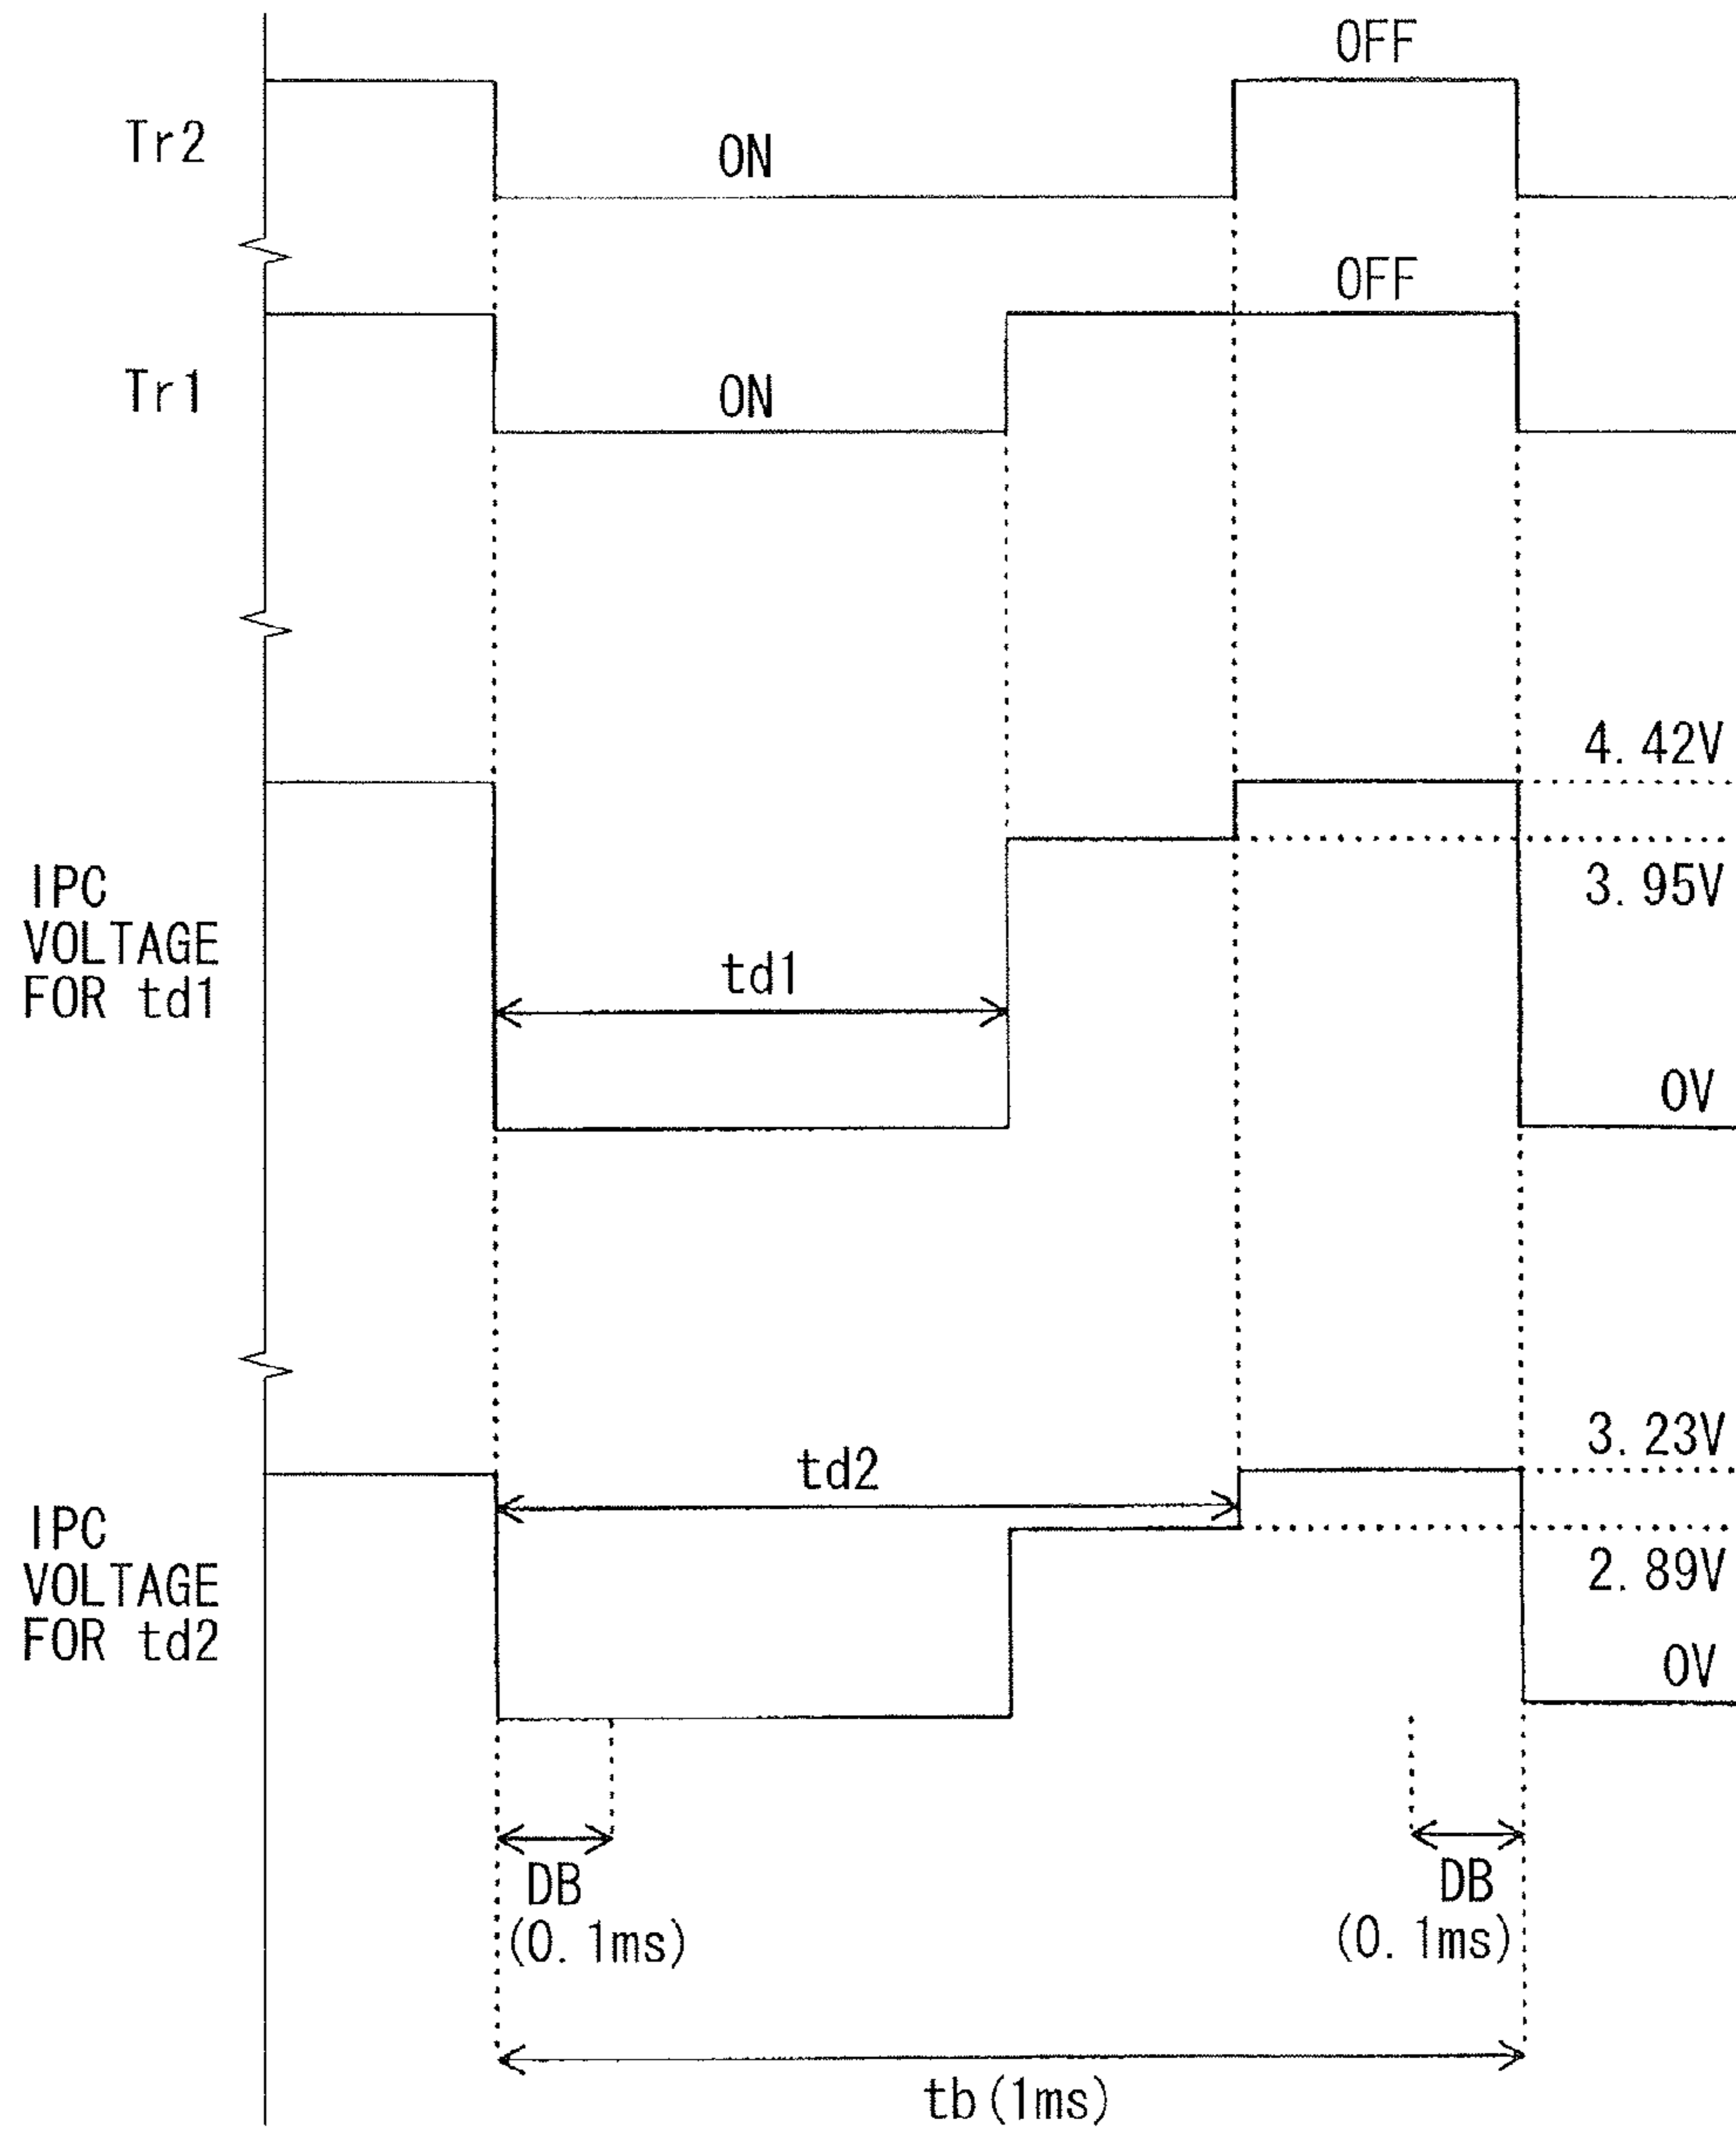 OFF
Tr2
ON
OFF
Tr1
ON
4.42V
3.95V
IPC
VOLTAGE
FOR td1
td1
0V
3.23V
td2
IPC
VOLTAGE
FOR td2
2.89V
0V
DB
(0.1ms)
DB
(0.1ms)
tb(1ms)